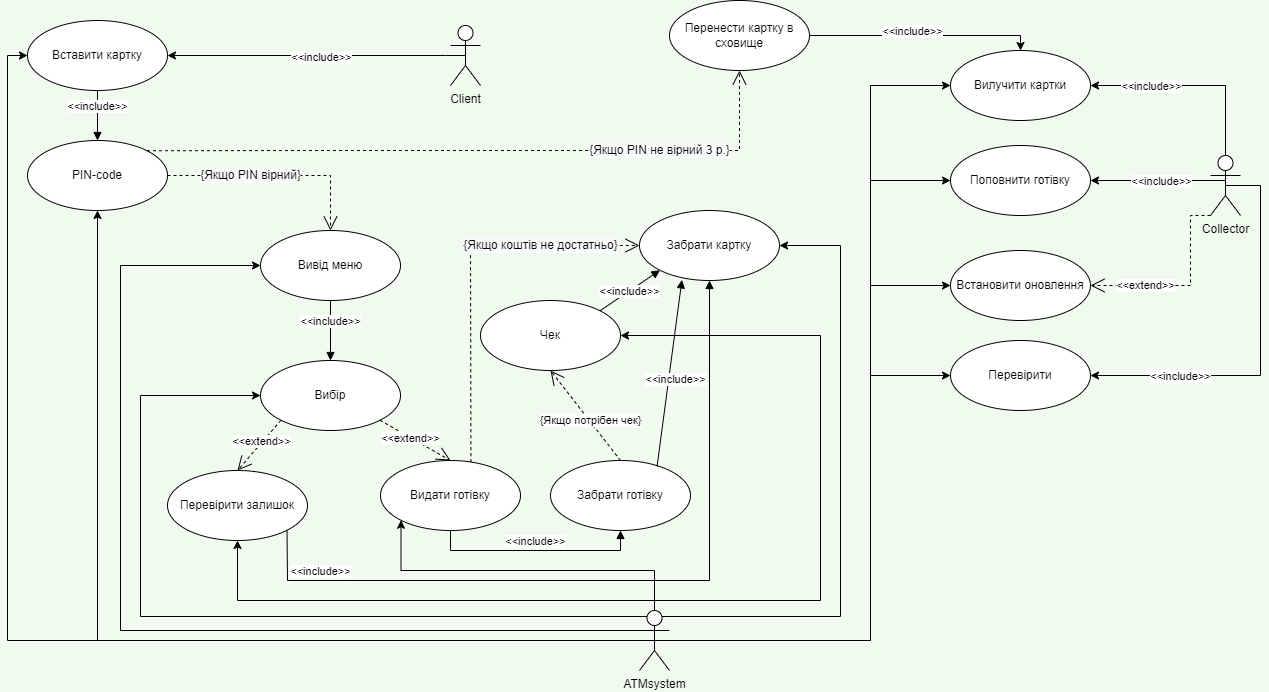 Перенести картку в
сховище
<<include>>
Вставити картку
<<include>>
Client
Вилучити картки
<<include>>
<<include>>
{Якщо PIN не вірний 3 р.}
PIN-code
{Якщо PIN вірний}
Поповнити готівку
<<include>>
Collector
{Якщо коштів не достатньо}
Забрати картку
Вивід меню
Встановити оновлення
<<extend>>
<<include>>
<<include>>
Чек
<<include>>
Перевірити
<<include>>
Вибір
{Якщо потрібен чек}
<<extend>>
<<extend>>
Перевірити залишок
Видати готівку
Забрати готівку
<<include>>
<<include>>
ATMsystem